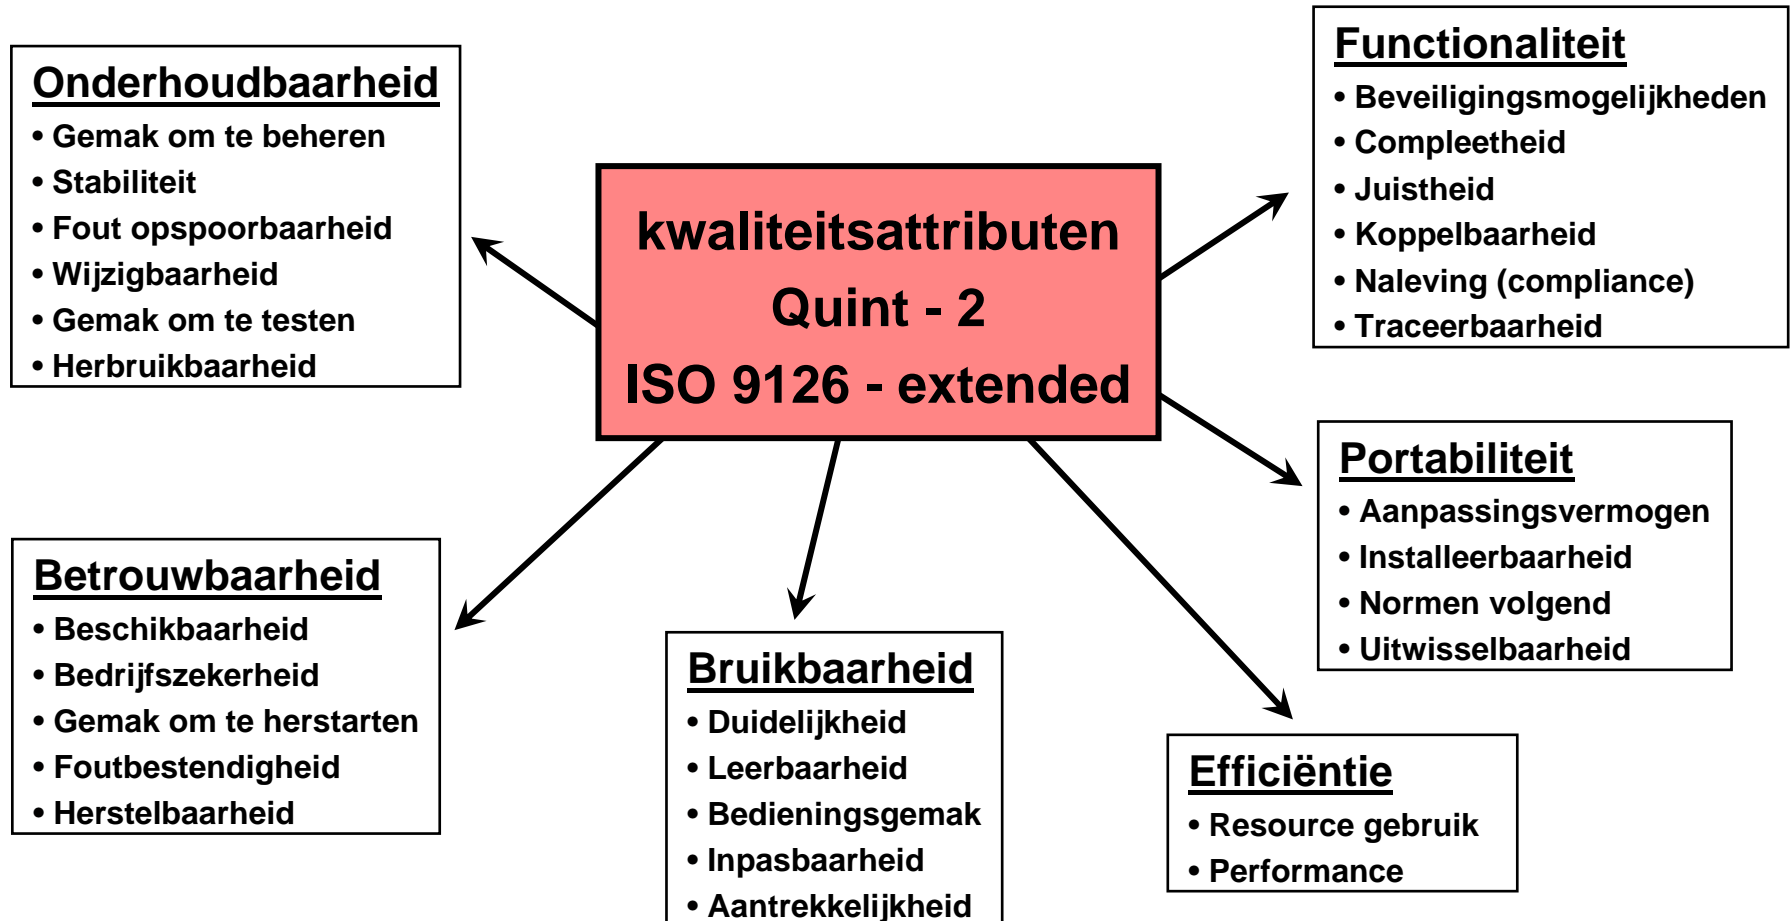 Onderhoudbaarheid
• Gemak om te beheren
• Stabiliteit
• Fout opspoorbaarheid
• Wijzigbaarheid
• Gemak om te testen
• Herbruikbaarheid
kwaliteitsattributen
Quint - 2
ISO 9126 - extended
Functionaliteit
• Beveiligingsmogelijkheden
• Compleetheid
• Juistheid
• Koppelbaarheid
• Naleving (compliance)
• Traceerbaarheid
Portabiliteit
• Aanpassingsvermogen
• Installeerbaarheid
• Normen volgend
• Uitwisselbaarheid
Betrouwbaarheid
• Beschikbaarheid
• Bedrijfszekerheid
• Gemak om te herstarten
• Foutbestendigheid
• Herstelbaarheid
Bruikbaarheid
• Duidelijkheid
• Leerbaarheid
• Bedieningsgemak
• Inpasbaarheid
• Aantrekkelijkheid
Efficiëntie
• Resource gebruik
• Performance